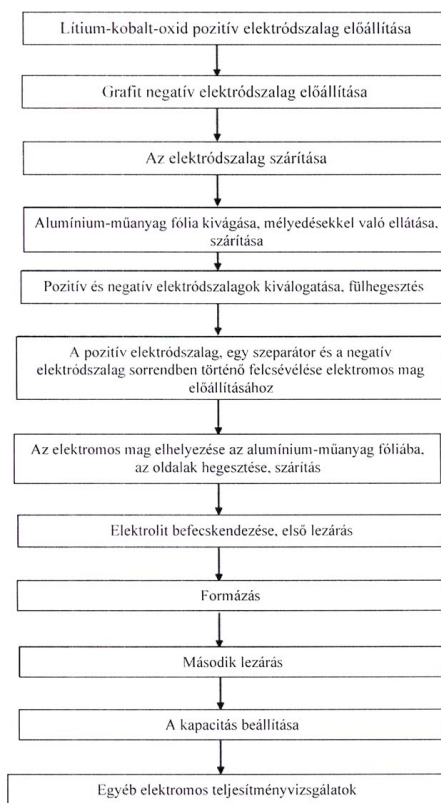 Lítium-kobalt-oxid pozitív elektródszalag előállítása
Grafit negatív elektródszalag előállítása
Az elektródszalag szárítása
Alumínium-műanyag fólia kivágása, mélyedésekkel való ellátása,
szárítása
Pozitív és negatív elektródszalagok kiválogatása, fülhegesztés
A pozitív elektródszalag, egy szeparátor és a negatív
elektródszalag sorrendben történő felcsévélése elektromos mag
előállításához
Az elektromos mag elhelyezése az alumínium-műanyag fóliába,
az oldalak hegesztése, szárítás
Elektrolit befecskendezése, első lezárás
Formázás
Második lezárás
A kapacitás beállítása
Egyéb elektromos teljesítményvizsgálatok